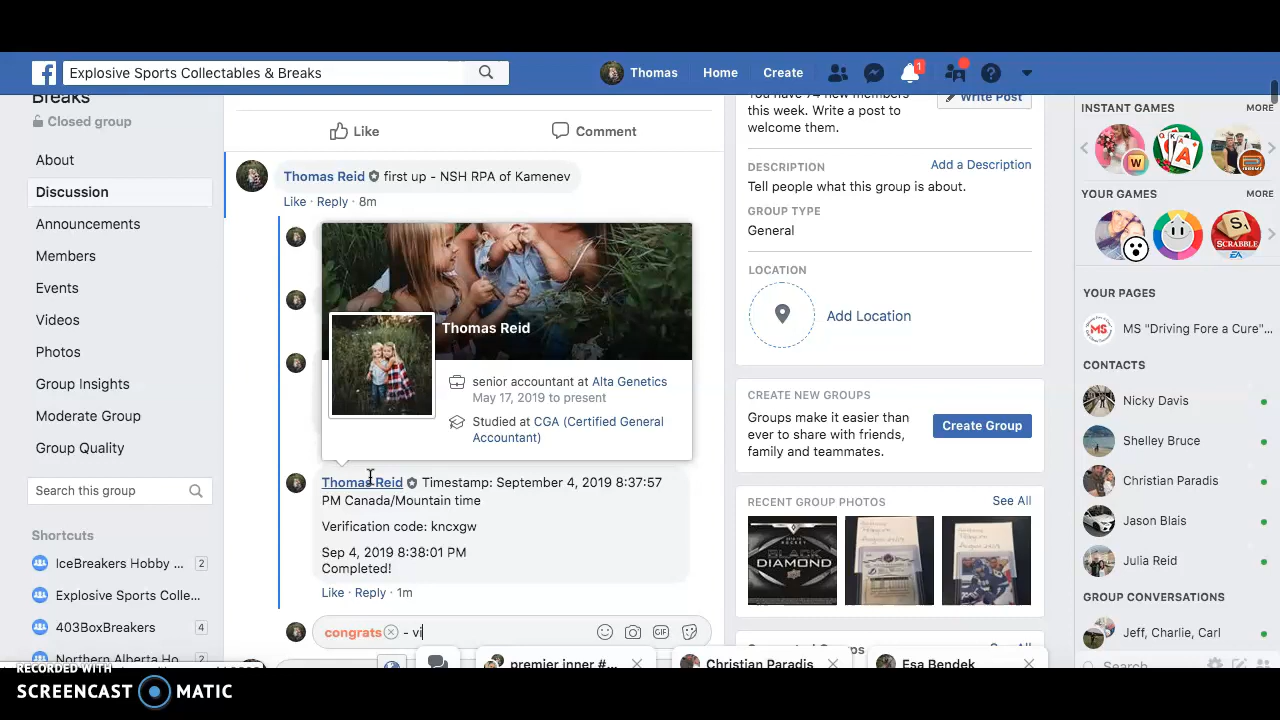 Explosive Sports Collectables & Breaks
Thomas
Home
Create
1
Breaks
Closed group
About
Discussion
Announcements
Members
Events
Videos
Photos
Group Insights
Moderate Group
Group Quality
Search this group
Shortcuts
IceBreakers Hobby ...
2
Explosive Sports Colle...
403BoxBreakers
4
Northern Alberta Ho...
RECORDED WITH
SCREENCAST MATIC
Like
Comment
Thomas Reid first up - NSH RPA of Kamenev
Like · Reply · 8m
Thomas Reid
senior accountant at Alta Genetics
May 17, 2019 to present
Studied at CGA (Certified General
Accountant)
Thomas Reid Timestamp: September 4, 2019 8:37:57
PM Canada/Mountain time
Verification code: kncxgw
Sep 4, 2019 8:38:01 PM
Completed!
Like · Reply · 1m
congrats - vi
GIF
premier inner #...
Christian Paradis
Esa Bendek
You have 74 new members
this week. Write a post to
welcome them.
Write Post
DESCRIPTION
Add a Description
Tell people what this group is about.
GROUP TYPE
General
LOCATION
Add Location
CREATE NEW GROUPS
Groups make it easier than
ever to share with friends,
family and teammates.
Create Group
RECENT GROUP PHOTOS
See All
BLACK
DIAMOND
INSTANT GAMES
MORE
W
A
YOUR GAMES
MORE
S
SCRABBLE
EA
YOUR PAGES
MS
MS "Driving Fore a Cure"...
CONTACTS
Nicky Davis
Shelley Bruce
Christian Paradis
Jason Blais
Julia Reid
GROUP CONVERSATIONS
Jeff, Charlie, Carl
Search